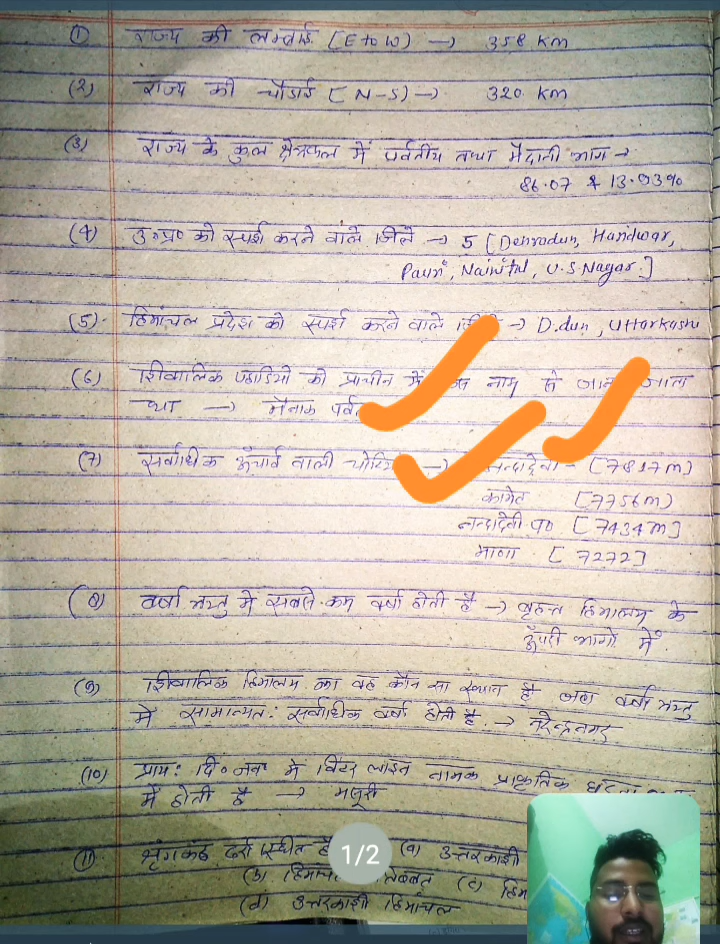 (1) राज्य की लम्बाई [E to W) → 358 Km
(2) राज्य की चौडाई [N-S) → 320 Km
(3) राज्य के कुल क्षेत्रफल में पर्वतीय तथा मैदानी भाग →
86.07 & 13.93%
(4) उ०प्र० को स्पर्श करने वाले जिले → 5 [Dehradun, Haridwar,
Pauri, Nainital, U.S Nagar.]
(5). हिमांचल प्रदेश को स्पर्श करने वाले → D.dun, Uttarkashi
(6) शिवालिक पहाडियो को प्राचीन में नाम से जाता
था → मैनाक
(7) सर्वाधिक ऊँचाई वाली → नन्दादेवी - (7817m)
कामेट [7756m)
नन्दादेवी प० [7434m]
माणा [7272]
(8) वर्षा ऋतु मे सबसे कम वर्षा होती है → वृहत्त हिमालय के
ऊपरी भागो में.
(9) शिवालिक हिमालय का वह कौन सा स्थान है जहा वर्षा ऋतु
में सामान्यत: सर्वाधिक वर्षा होती है. → नरेन्द्रनगर
(10) प्राय: दि० जन० में विंटर लाइन नामक प्राकृतिक
में होती है → मसूरी
(11) श्रृंगकंठ दर्रा स्थित है (a) उत्तरकाशी
(b) तिब्बत (c)
(d) उत्तरकाशी हिमांचल
1/2